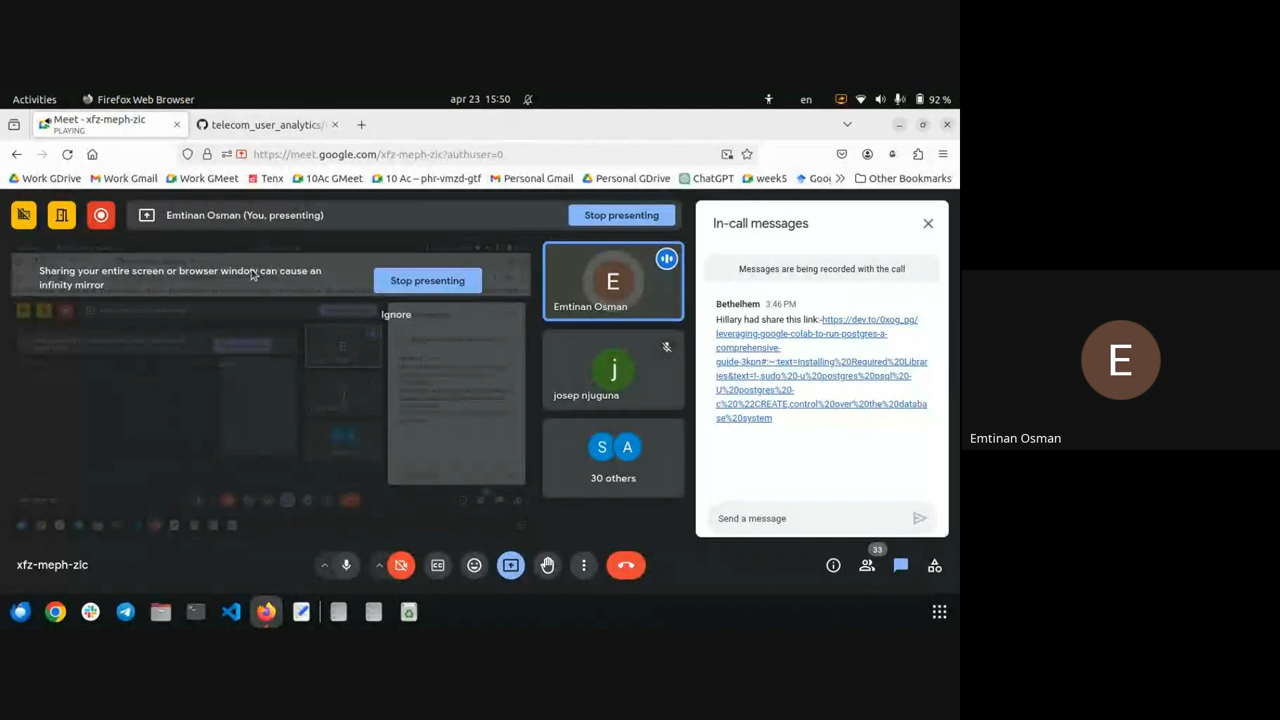 Activities
Firefox Web Browser
apr 23 15:50
en
92 %
Meet - xfz-meph-zic
PLAYING
telecom_user_analytics/
https://meet.google.com/xfz-meph-zic?authuser=0
Work GDrive
Work Gmail
Work GMeet
Tenx
10Ac GMeet
10 Ac – phr-vmzd-gtf
Personal Gmail
Personal GDrive
ChatGPT
week5
Goo
Other Bookmarks
Emtinan Osman (You, presenting)
Stop presenting
Sharing your entire screen or browser window can cause an
infinity mirror
Stop presenting
Ignore
E
Emtinan Osman
j
josep njuguna
S
A
30 others
In-call messages
Messages are being recorded with the call
Bethelhem 3:46 PM
Hillary had share this link:-https://dev.to/0xog_pg/
leveraging-google-colab-to-run-postgres-a-
comprehensive-
guide-3kpn#:~:text=Installing%20Required%20Librar
ies&text=!-,sudo%20-u%20postgres%20psql%20-
U%20postgres%20-
c%20%22CREATE,control%20over%20the%20databa
se%20system
Send a message
xfz-meph-zic
33
E
Emtinan Osman